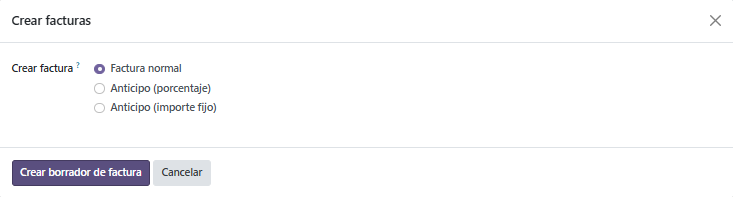 Crear facturas
Crear factura ? Factura normal
Anticipo (porcentaje)
Anticipo (importe fijo)
Crear borrador de factura Cancelar